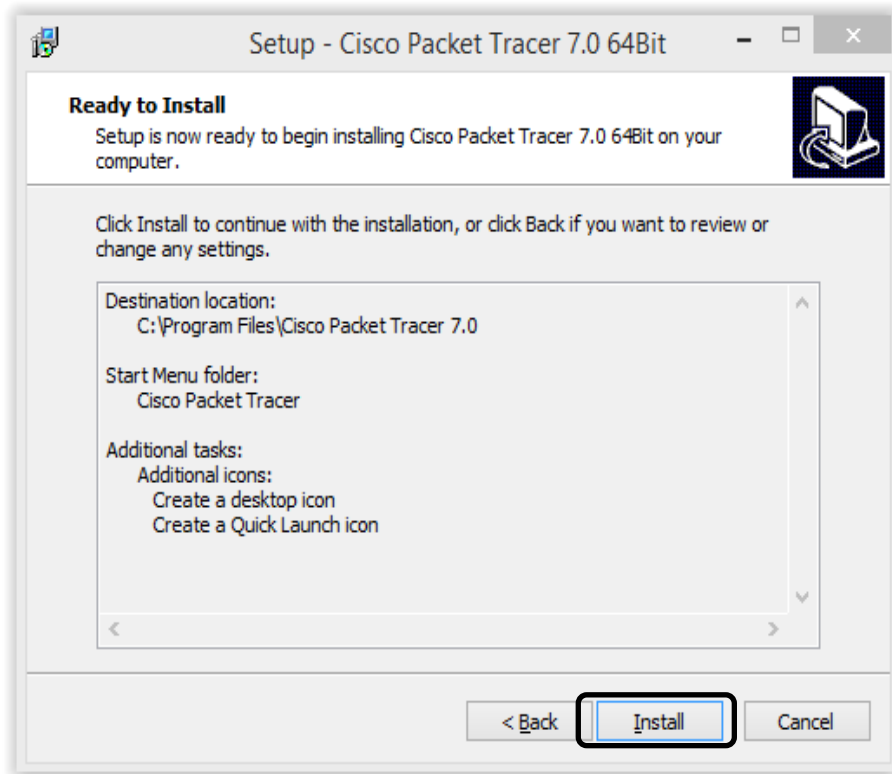 Setup - Cisco Packet Tracer 7.0 64Bit
Ready to Install
Setup is now ready to begin installing Cisco Packet Tracer 7.0 64Bit on your
computer.
Click Install to continue with the installation, or click Back if you want to review or
change any settings.
Destination location:
C:\Program Files\Cisco Packet Tracer 7.0
Start Menu folder:
Cisco Packet Tracer
Additional tasks:
Additional icons:
Create a desktop icon
Create a Quick Launch icon
< Back Install Cancel